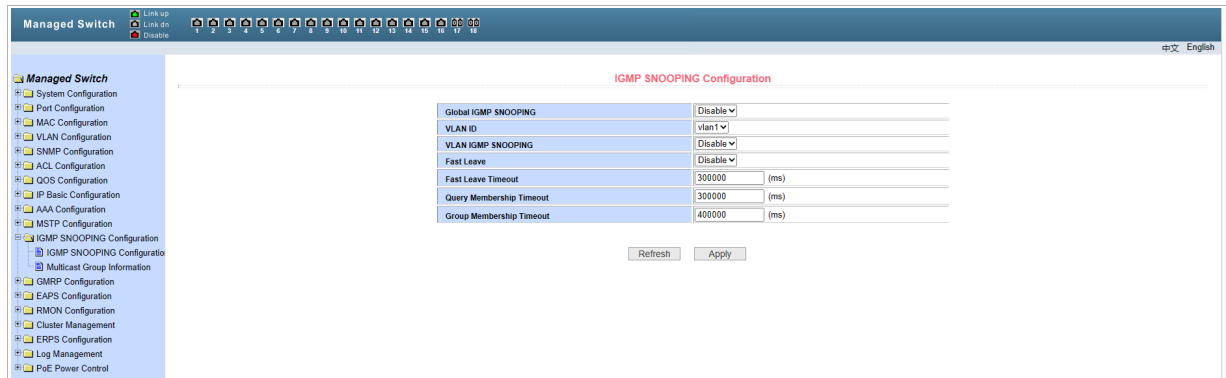 Managed Switch
Link up
Link dn
Disable
1 2 3 4 5 6 7 8 9 10 11 12 13 14 15 16 17 18
中文 English
Managed Switch
System Configuration
Port Configuration
MAC Configuration
VLAN Configuration
SNMP Configuration
ACL Configuration
QOS Configuration
IP Basic Configuration
AAA Configuration
MSTP Configuration
IGMP SNOOPING Configuration
IGMP SNOOPING Configuratio
Multicast Group Information
GMRP Configuration
EAPS Configuration
RMON Configuration
Cluster Management
ERPS Configuration
Log Management
PoE Power Control
IGMP SNOOPING Configuration
Global IGMP SNOOPING Disable
VLAN ID vlan1
VLAN IGMP SNOOPING Disable
Fast Leave Disable
Fast Leave Timeout 300000 (ms)
Query Membership Timeout 300000 (ms)
Group Membership Timeout 400000 (ms)
Refresh Apply